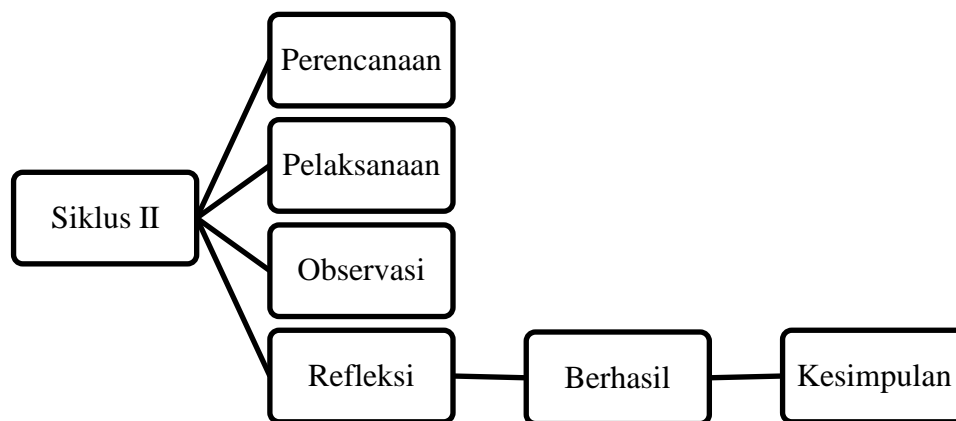 Perencanaan
Pelaksanaan
Siklus II
Observasi
Refleksi
Berhasil
Kesimpulan